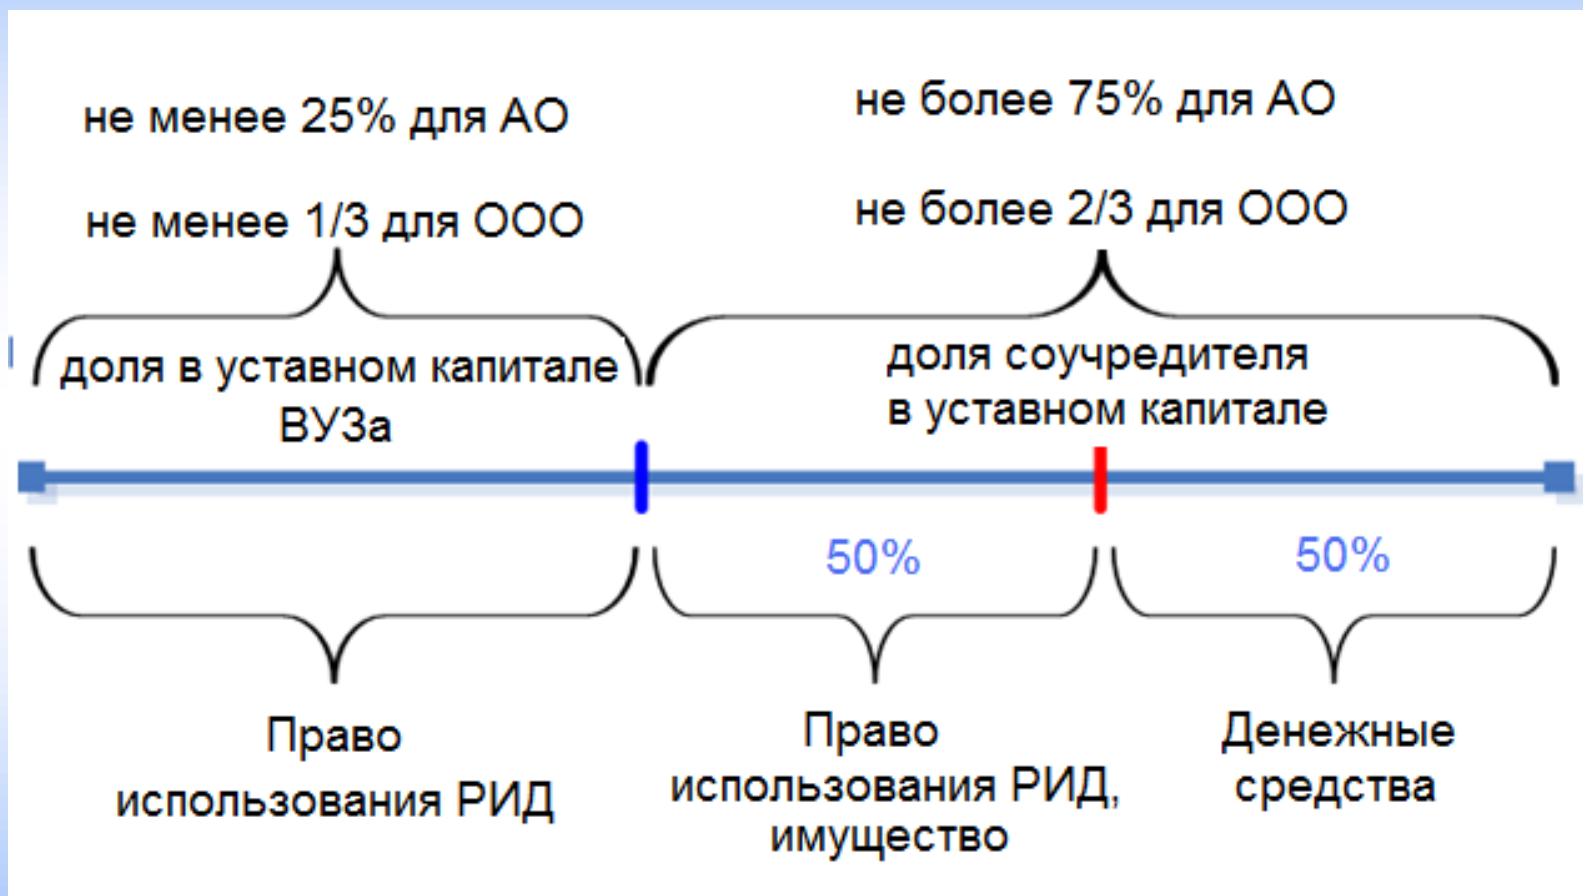 не менее 25% для АО
не менее 1/3 для ООО
не более 75% для АО
не более 2/3 для ООО
доля в уставном капитале
ВУЗа
доля соучредителя
в уставном капитале
50%
50%
Право
использования РИД
Право
использования РИД,
имущество
Денежные
средства